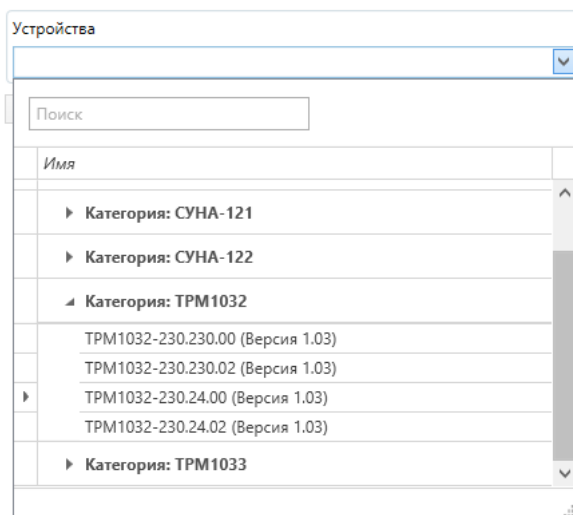 Устройства
Поиск
Имя
Категория: СУНА-121
Категория: СУНА-122
Категория: ТРМ1032
ТРМ1032-230.230.00 (Версия 1.03)
ТРМ1032-230.230.02 (Версия 1.03)
ТРМ1032-230.24.00 (Версия 1.03)
ТРМ1032-230.24.02 (Версия 1.03)
Категория: ТРМ1033